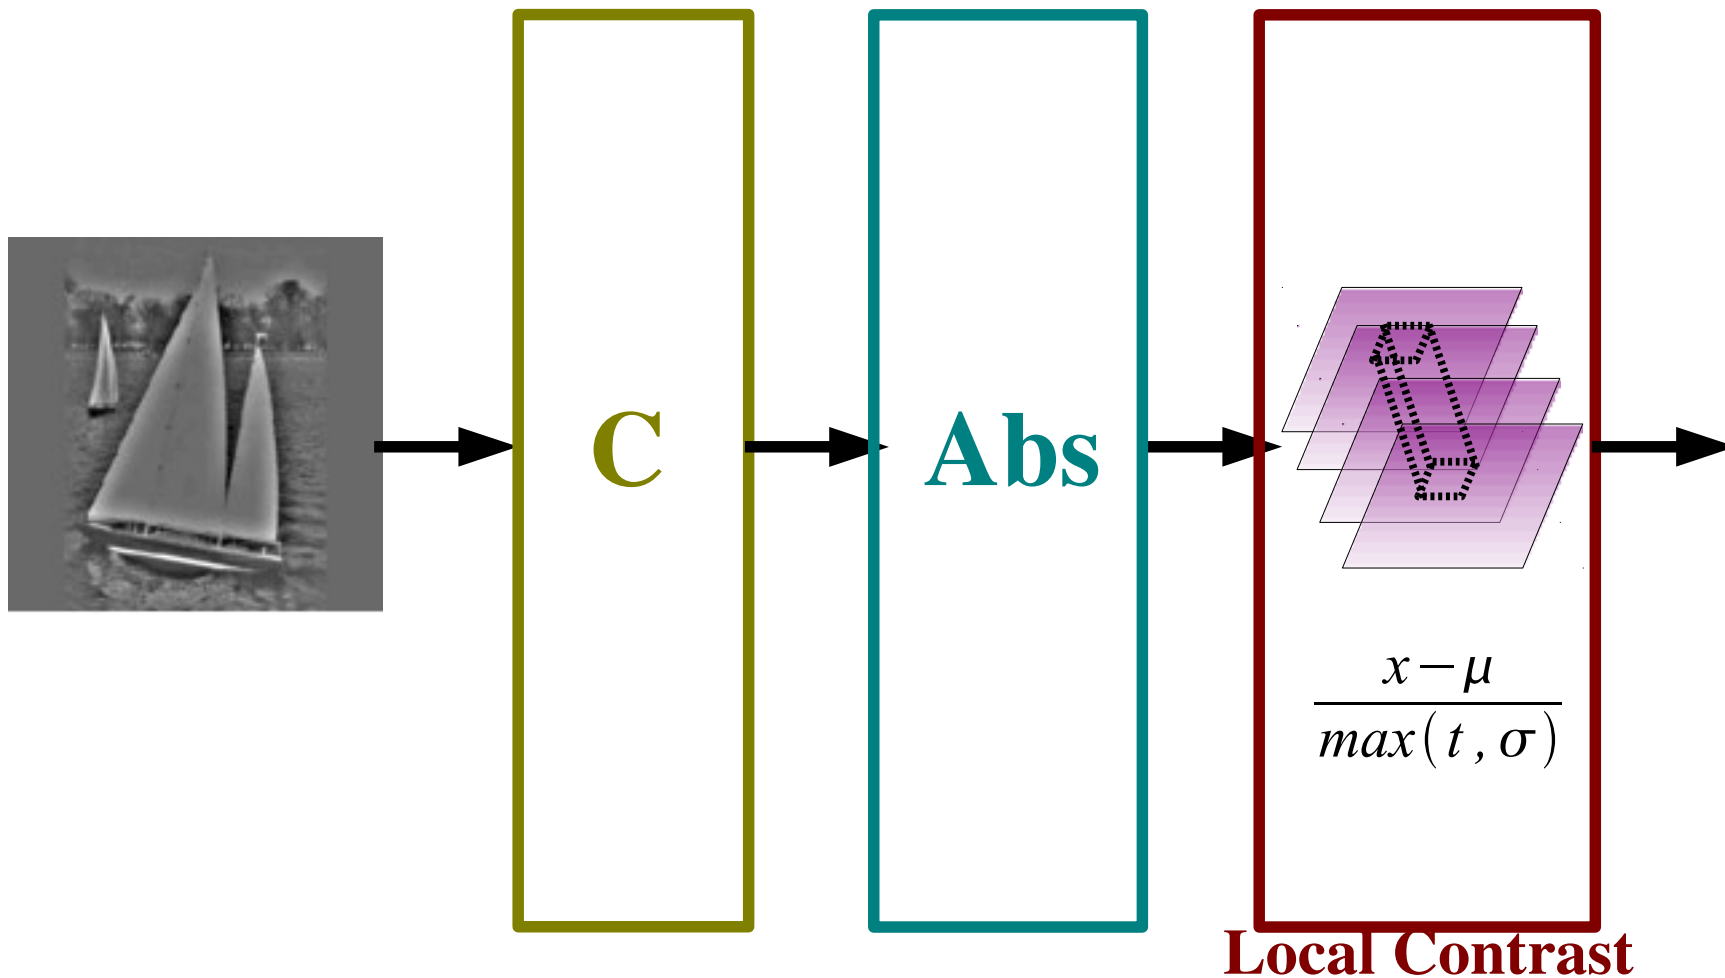 C
Abs
x − μ
max( t , σ )
Local Contrast